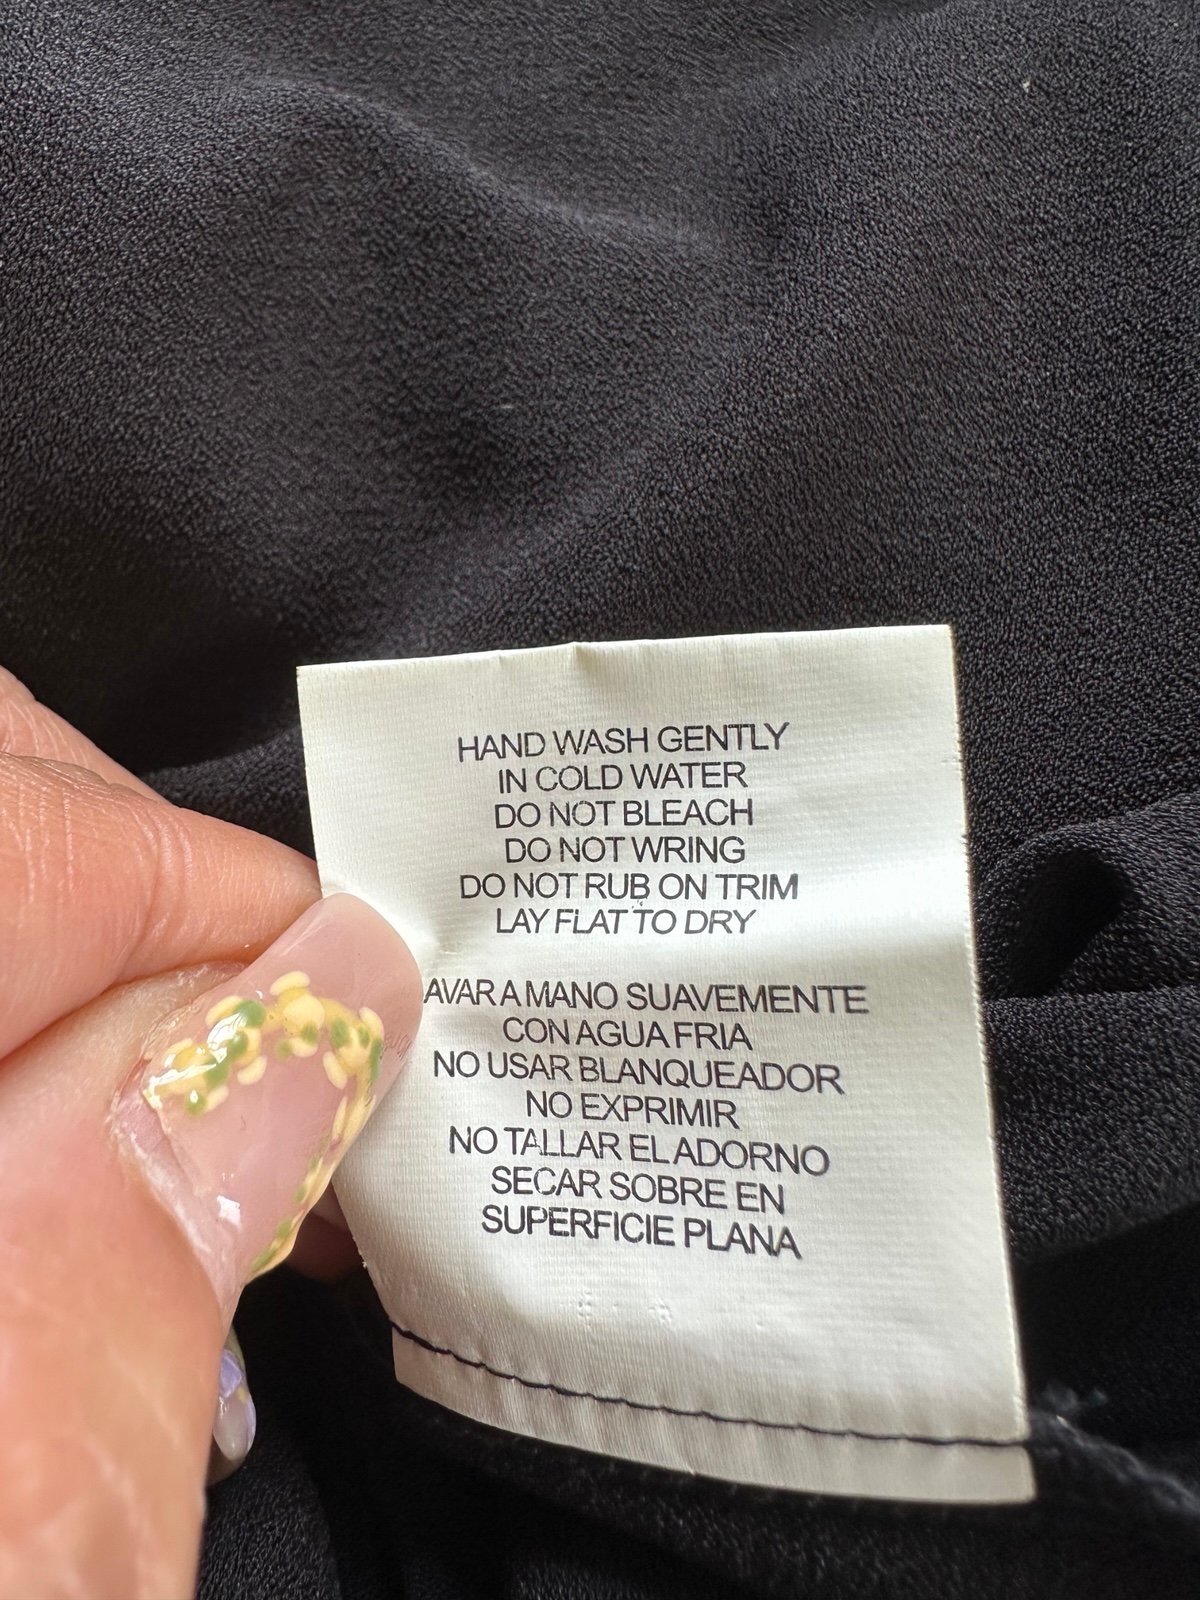 HAND WASH GENTLY
IN COLD WATER
DO NOT BLEACH
DO NOT WRING
DO NOT RUB ON TRIM
LAY FLAT TO DRY
AVAR A MANO SUAVEMENTE
CON AGUA FRIA
NO USAR BLANQUEADOR
NO EXPRIMIR
NO TALLAR EL ADORNO
SECAR SOBRE EN
SUPERFICIE PLANA